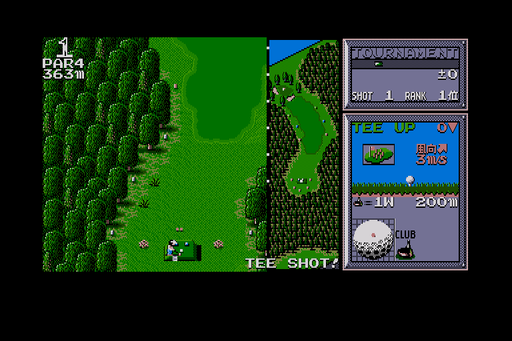 1
PAR4
363m
TOURNAMENT
±0
SHOT 1 RANK 1位
TEE UP 0▼
風向
3m/s
=1W 200m
CLUB
TEE SHOT!